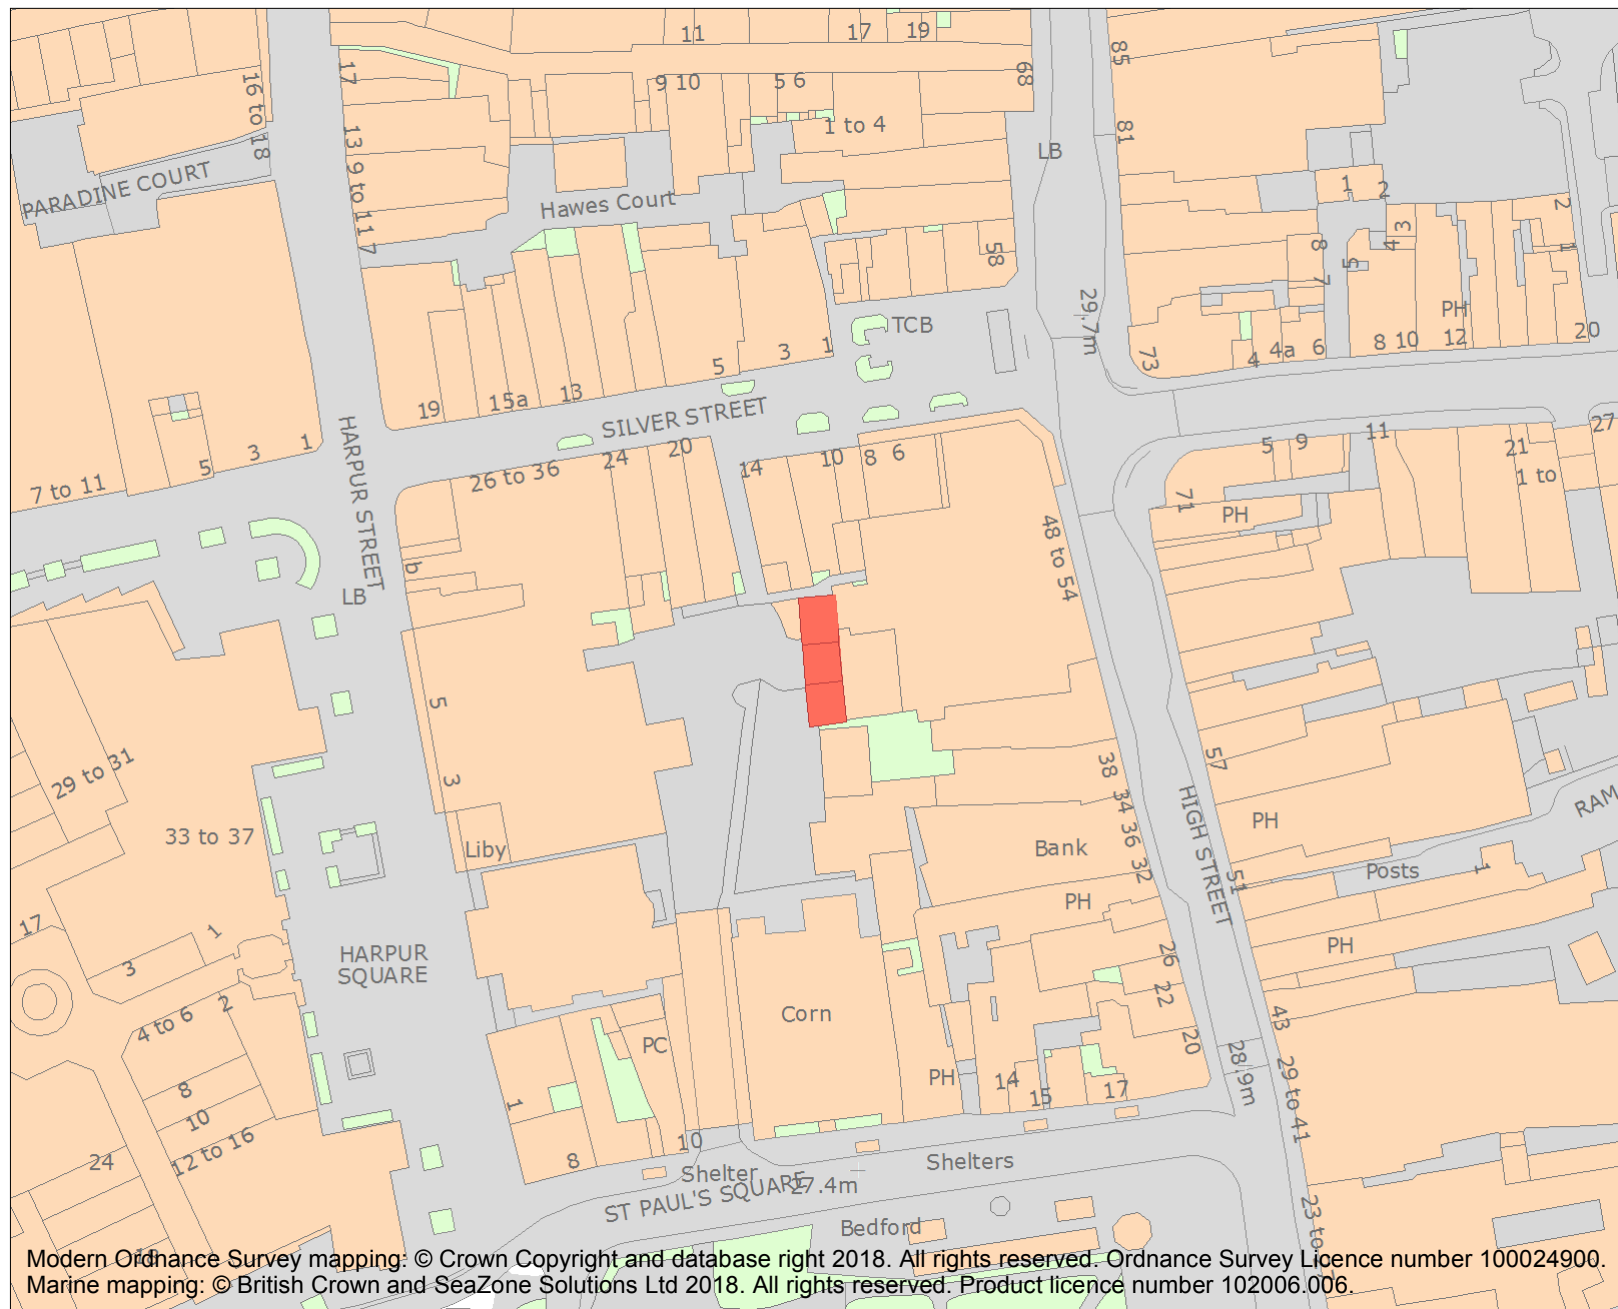 11
17
19
85
68
17
16 to 18
9 10
5 6
1 to 4
81
LB
13
9 to 11
7
PARADINE COURT
Hawes Court
1
2
2
3
4
1
58
8
7
5
29.7m
TCB
PH
12
20
8 10
73
4
4a
6
1
3
5
13
15a
19
SILVER STREET
HARPUR STREET
1
3
5
7 to 11
26 to 36
24
20
14
10
8
6
5
9
11
21
27
1 to
71
PH
48 to 54
b
LB
5
3
29 to 31
33 to 37
Liby
38
34
36
32
57
HIGH STREET
PH
RAM
Bank
Posts
1
51
PH
PH
17
1
3
HARPUR
SQUARE
26
22
20
4 to 6
2
Corn
PC
43
28.9m
29 to 41
8
10
12 to 16
24
1
PH
14
15
17
8
10
Shelter
Shelters
ST PAUL'S SQUARE
27.4m
23 to
Bedford
18
Modern Ordnance Survey mapping: © Crown Copyright and database right 2018. All rights reserved. Ordnance Survey Licence number 100024900.
Marine mapping: © British Crown and SeaZone Solutions Ltd 2018. All rights reserved. Product licence number 102006.006.